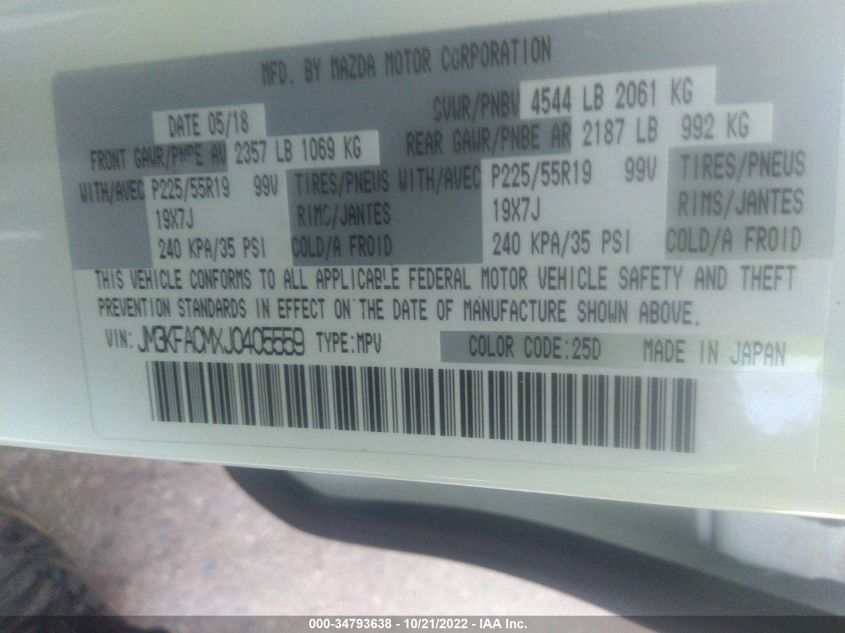 MFD. BY MAZDA MOTOR CORPORATION
DATE 05/18
GVWR/PNBV 4544 LB 2061 KG
FRONT GAWR/PNBE AV 2357 LB 1069 KG
REAR GAWR/PNBE AR 2187 LB 992 KG
WITH/AVEC P225/55R19 99V TIRES/PNEUS WITH/AVEC P225/55R19 99V TIRES/PNEUS
19X7J RIMS/JANTES 19X7J RIMS/JANTES
240 KPA/35 PSI COLD/A FROID 240 KPA/35 PSI COLD/A FROID
THIS VEHICLE CONFORMS TO ALL APPLICABLE FEDERAL MOTOR VEHICLE SAFETY AND THEFT
PREVENTION STANDARDS IN EFFECT ON THE DATE OF MANUFACTURE SHOWN ABOVE.
VIN: JM3KFACMXJ0405559 TYPE:MPV COLOR CODE:25D MADE IN JAPAN
000-34793638 - 10/21/2022 - IAA Inc.